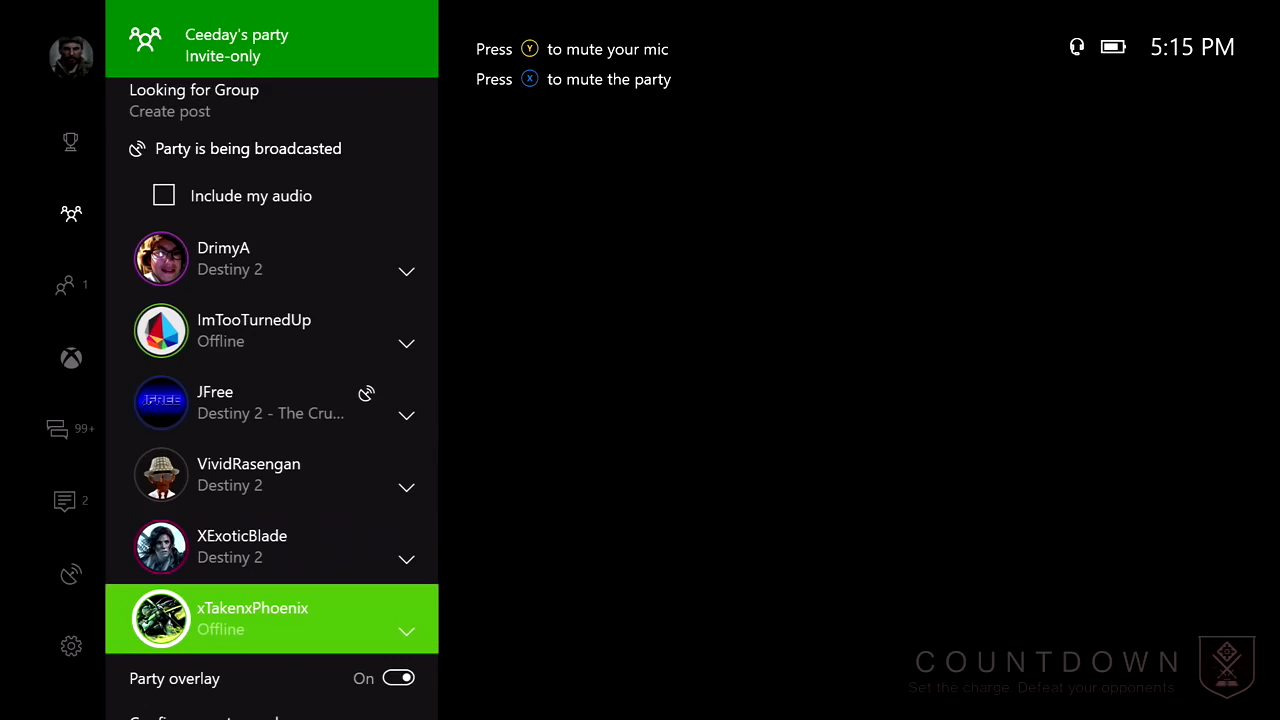 Ceeday's party
Invite-only
Press Y to mute your mic
Press X to mute the party
5:15 PM
Looking for Group
Create post
Party is being broadcasted
Include my audio
DrimyA
Destiny 2
1
ImTooTurnedUp
Offline
JFREE
JFree
Destiny 2 - The Cru...
99+
VividRasengan
Destiny 2
2
XExoticBlade
Destiny 2
xTakenxPhoenix
Offline
Party overlay
On
COUNTDOWN
Set the charge. Defeat your opponents.